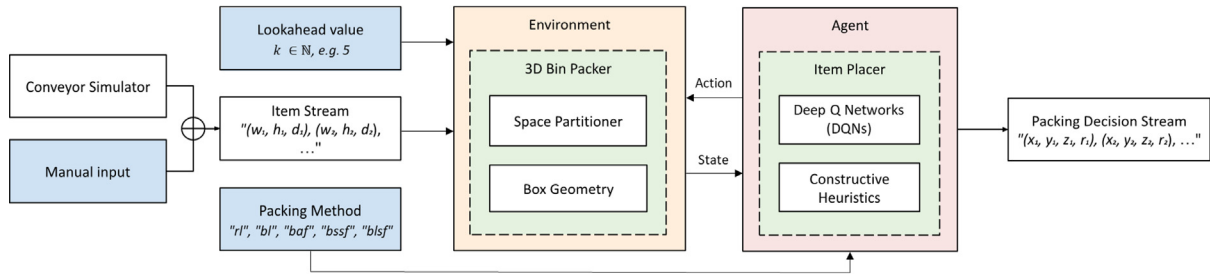 Conveyor Simulator
Manual input
Lookahead value
k ∈ ℕ, e.g. 5
Item Stream
"(w₁, h₁, d₁), (w₂, h₂, d₂),
…"
Packing Method
"rl", "bl", "baf", "bssf", "blsf"
Environment
3D Bin Packer
Space Partitioner
Box Geometry
Action
State
Agent
Item Placer
Deep Q Networks
(DQNs)
Constructive
Heuristics
Packing Decision Stream
"(x₁, y₁, z₁, r₁), (x₂, y₂, z₂, r₂), …"